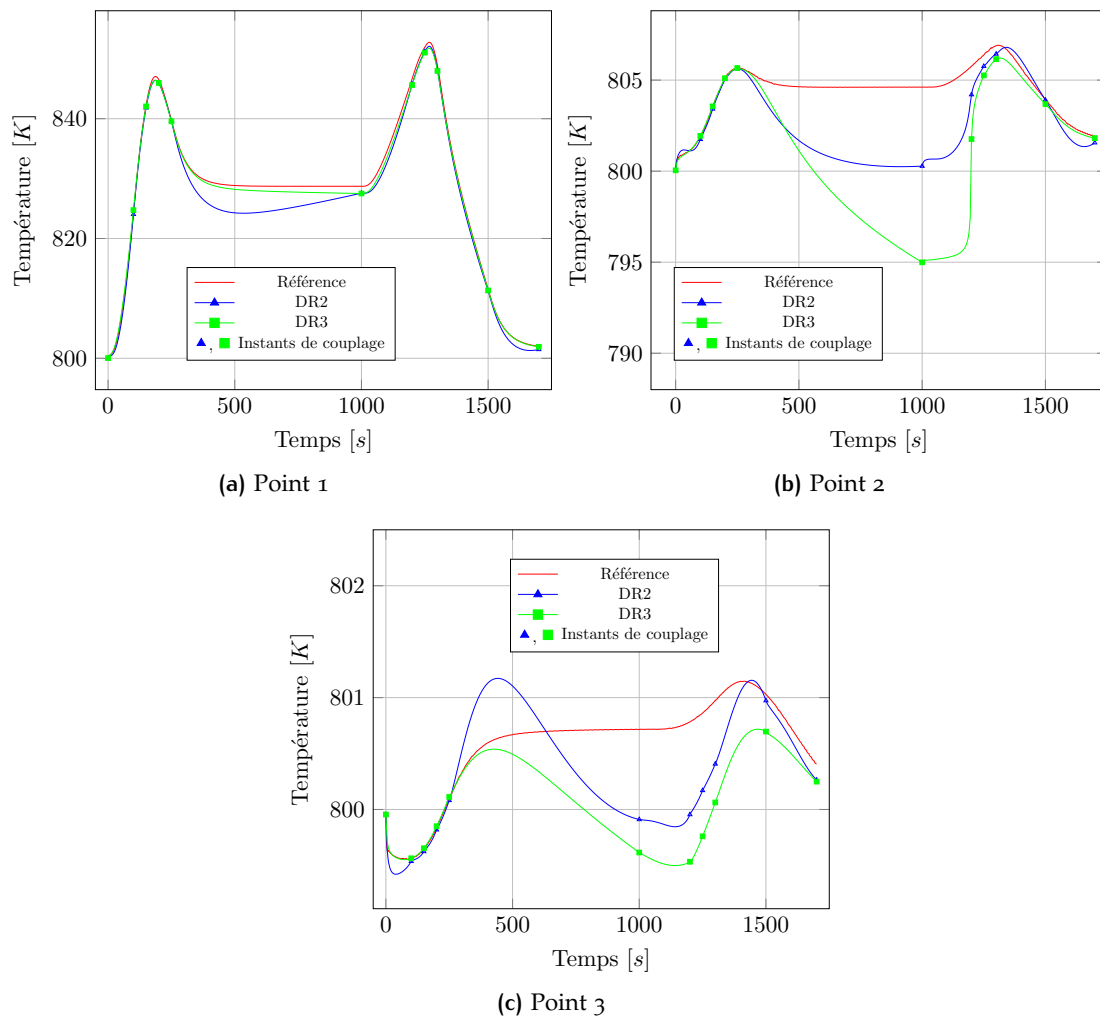 840
820
800
0
500
1000
1500
Temps [s]
Température [K]
Référence
DR2
DR3
, Instants de couplage
(a) Point 1
805
800
795
790
0
500
1000
1500
Temps [s]
Température [K]
Référence
DR2
DR3
, Instants de couplage
(b) Point 2
802
801
800
0
500
1000
1500
Temps [s]
Température [K]
Référence
DR2
DR3
, Instants de couplage
(c) Point 3